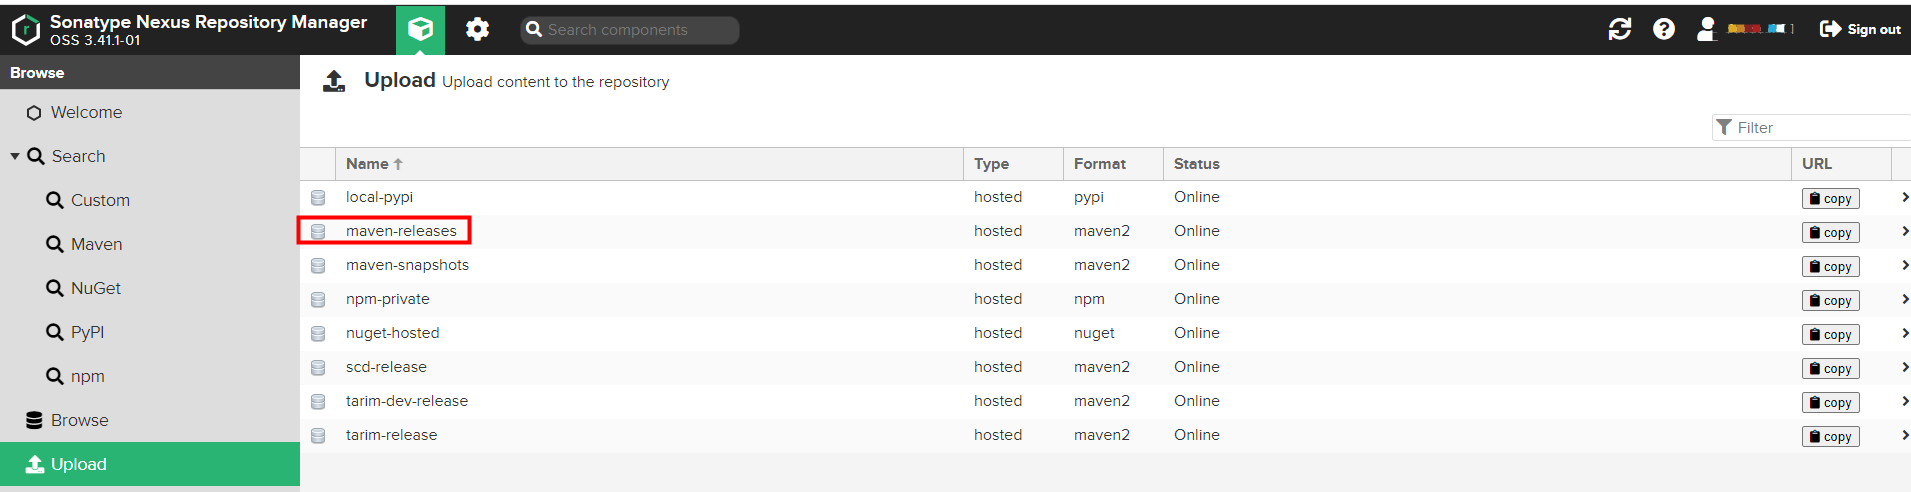 Sonatype Nexus Repository Manager
OSS 3.41.1-01
Search components
Sign out
Browse
Welcome
Search
Custom
Maven
NuGet
PyPI
npm
Browse
Upload
Upload Upload content to the repository
Filter
Name Type Format Status URL
local-pypi hosted pypi Online copy
maven-releases hosted maven2 Online copy
maven-snapshots hosted maven2 Online copy
npm-private hosted npm Online copy
nuget-hosted hosted nuget Online copy
scd-release hosted maven2 Online copy
tarim-dev-release hosted maven2 Online copy
tarim-release hosted maven2 Online copy